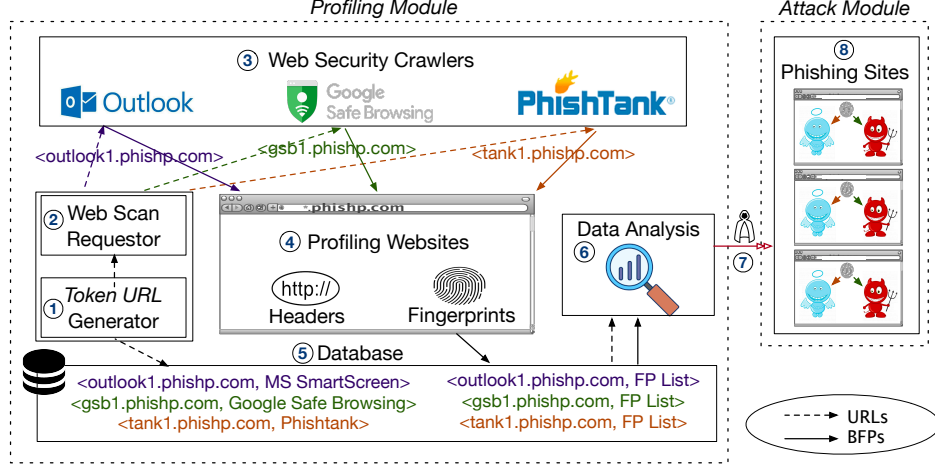 Profiling Module
Attack Module
3 Web Security Crawlers
Outlook
Google
Safe Browsing
PhishTank®
<outlook1.phishp.com>
<gsb1.phishp.com>
<tank1.phishp.com>
2 Web Scan
Requestor
1 Token URL
Generator
*.phishp.com
4 Profiling Websites
http://
Headers
Fingerprints
Data Analysis
6
7
8
Phishing Sites
5 Database
<outlook1.phishp.com, MS SmartScreen>
<gsb1.phishp.com, Google Safe Browsing>
<tank1.phishp.com, Phishtank>
<outlook1.phishp.com, FP List>
<gsb1.phishp.com, FP List>
<tank1.phishp.com, FP List>
URLs
BFPs